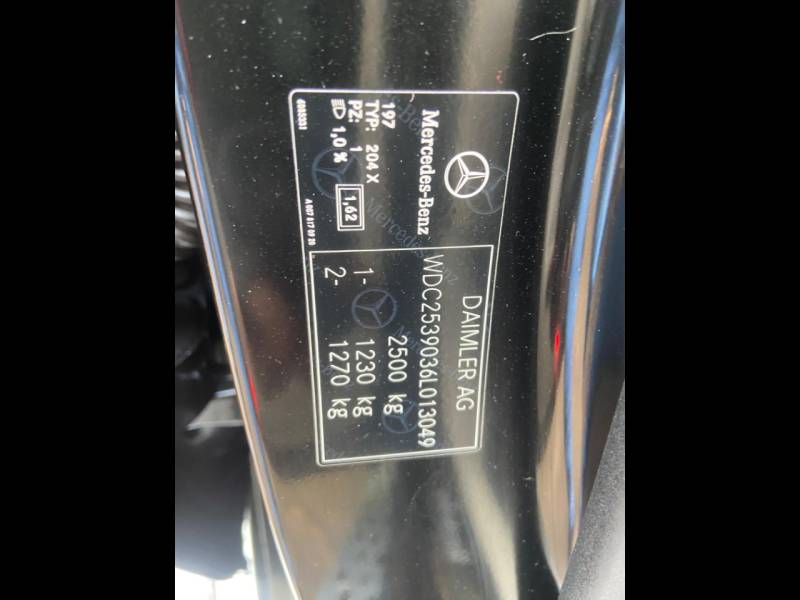 Mercedes-Benz
197
TYP: 204 X
PZ: 1
1,0 %
1,62
DAIMLER AG
WDC2539036L013049
2500 kg
1- 1230 kg
2- 1270 kg